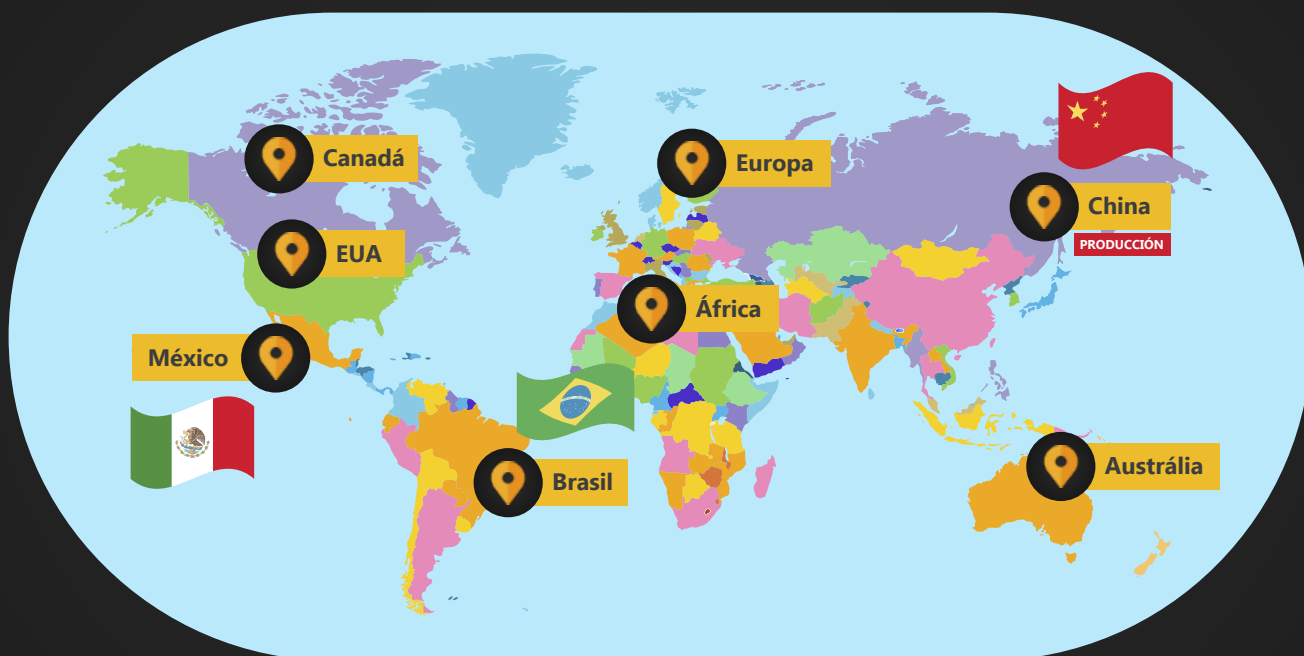 Canadá
Europa
China
PRODUCCIÓN
EUA
África
México
Brasil
Austrália